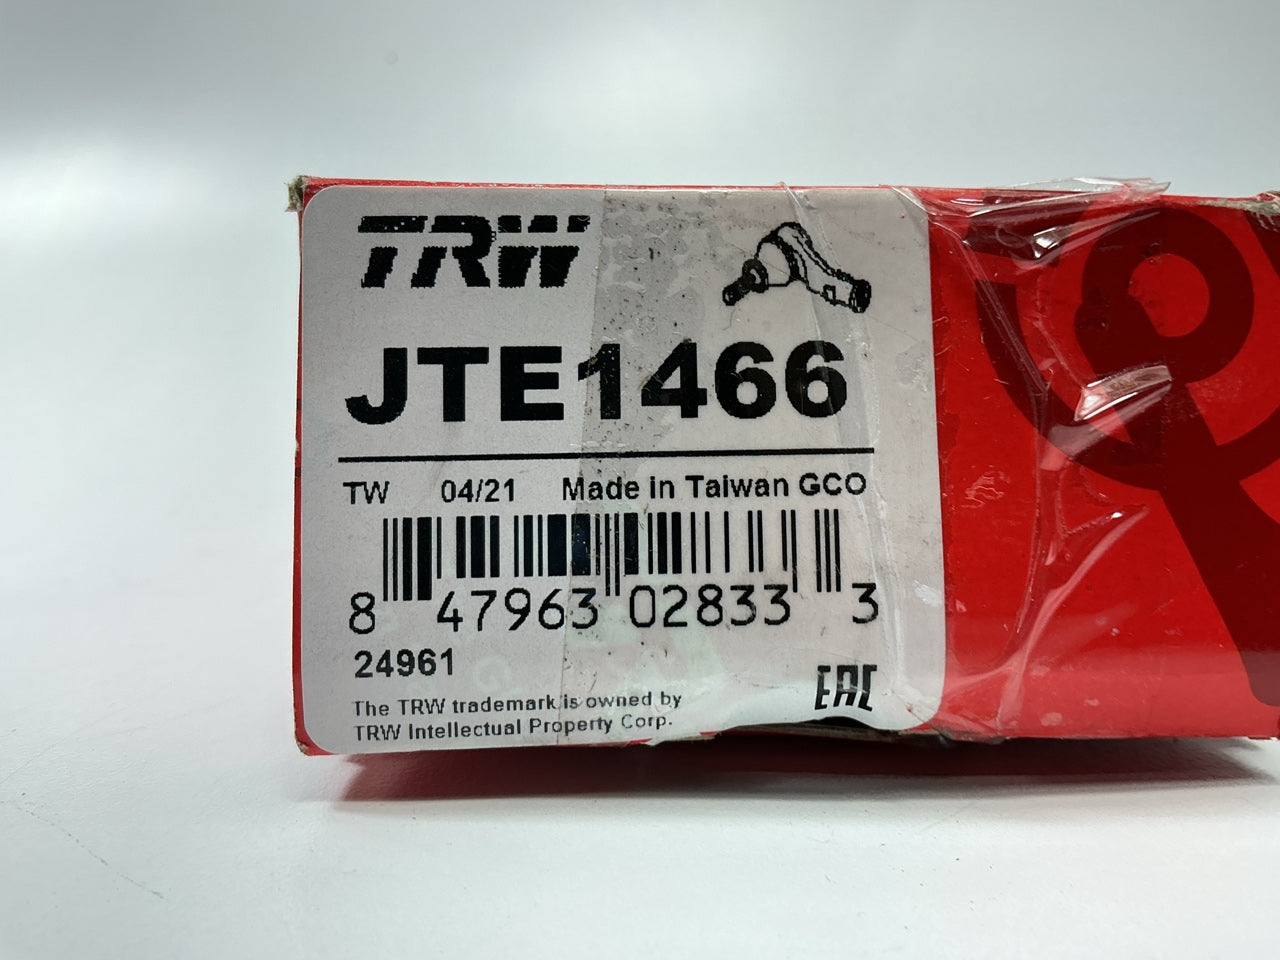 TRW
JTE1466
TW 04/21 Made in Taiwan GCO
8 47963 02833 3
24961
EAC
The TRW trademark is owned by
TRW Intellectual Property Corp.